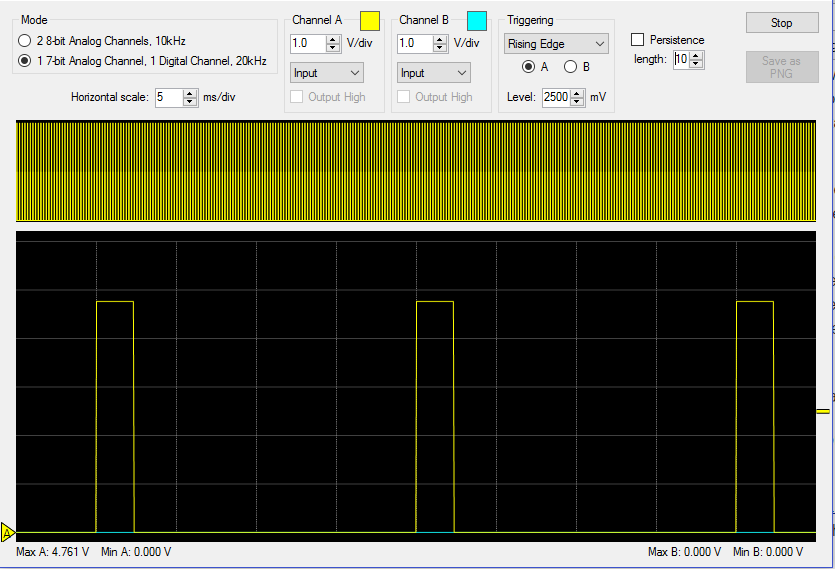 Mode
2 8-bit Analog Channels, 10kHz
1 7-bit Analog Channel, 1 Digital Channel, 20kHz
Horizontal scale: 5 ms/div
Channel A
1.0 V/div
Input
Output High
Channel B
1.0 V/div
Input
Output High
Triggering
Rising Edge
A B
Level: 2500 mV
Persistence
length: 10
Stop
Save as
PNG
A
Max A: 4.761 V Min A: 0.000 V
Max B: 0.000 V Min B: 0.000 V